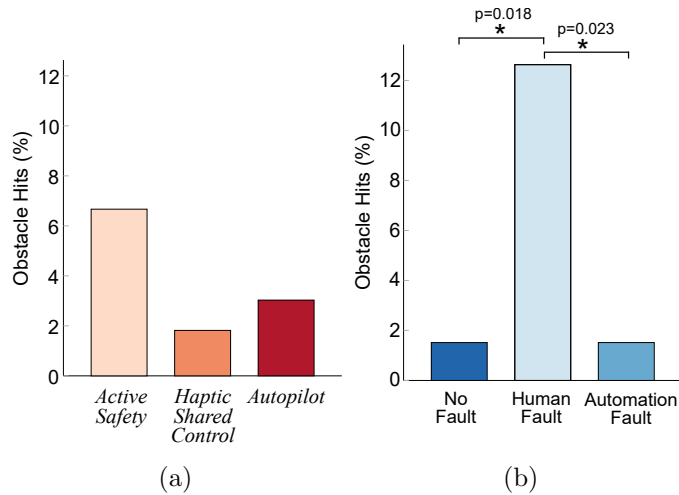 Obstacle Hits (%)
12
10
8
6
4
2
0
Active
Safety
Haptic
Shared
Control
Autopilot
(a)
p=0.018
*
p=0.023
*
Obstacle Hits (%)
12
10
8
6
4
2
0
No
Fault
Human
Fault
Automation
Fault
(b)